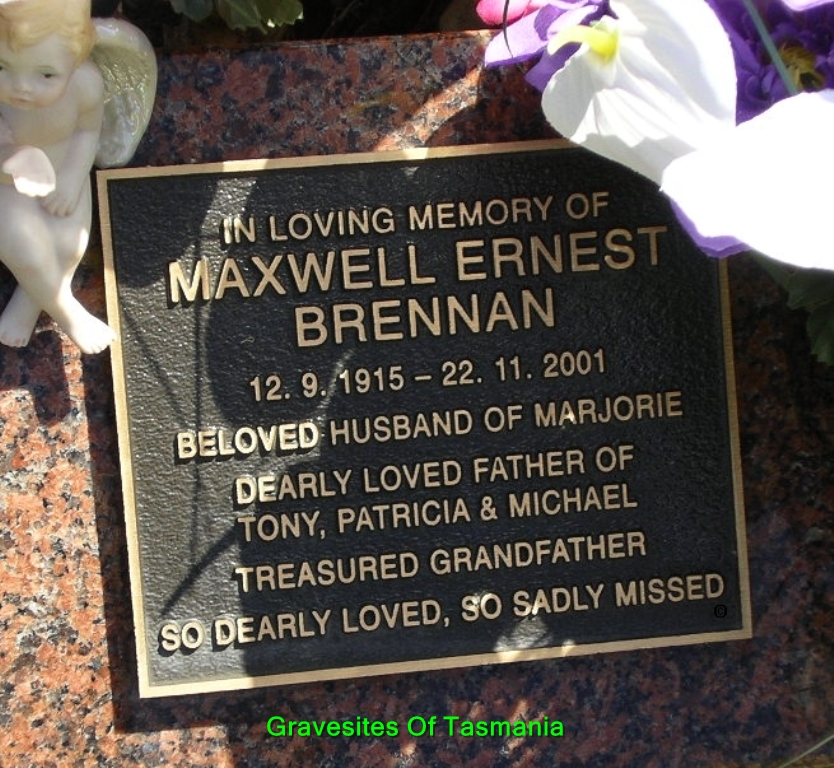 IN LOVING MEMORY OF
MAXWELL ERNEST
BRENNAN
12. 9. 1915 – 22. 11. 2001
BELOVED HUSBAND OF MARJORIE
DEARLY LOVED FATHER OF
TONY, PATRICIA & MICHAEL
TREASURED GRANDFATHER
SO DEARLY LOVED, SO SADLY MISSED
©
Gravesites Of Tasmania